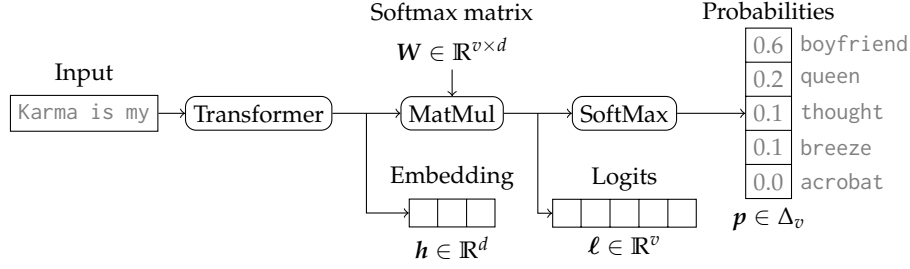 Softmax matrix
W ∈ ℝ^{v×d}
Probabilities
Input
Karma is my
Transformer
MatMul
SoftMax
0.6 boyfriend
0.2 queen
0.1 thought
0.1 breeze
0.0 acrobat
p ∈ Δ_v
Embedding
h ∈ ℝ^d
Logits
ℓ ∈ ℝ^v